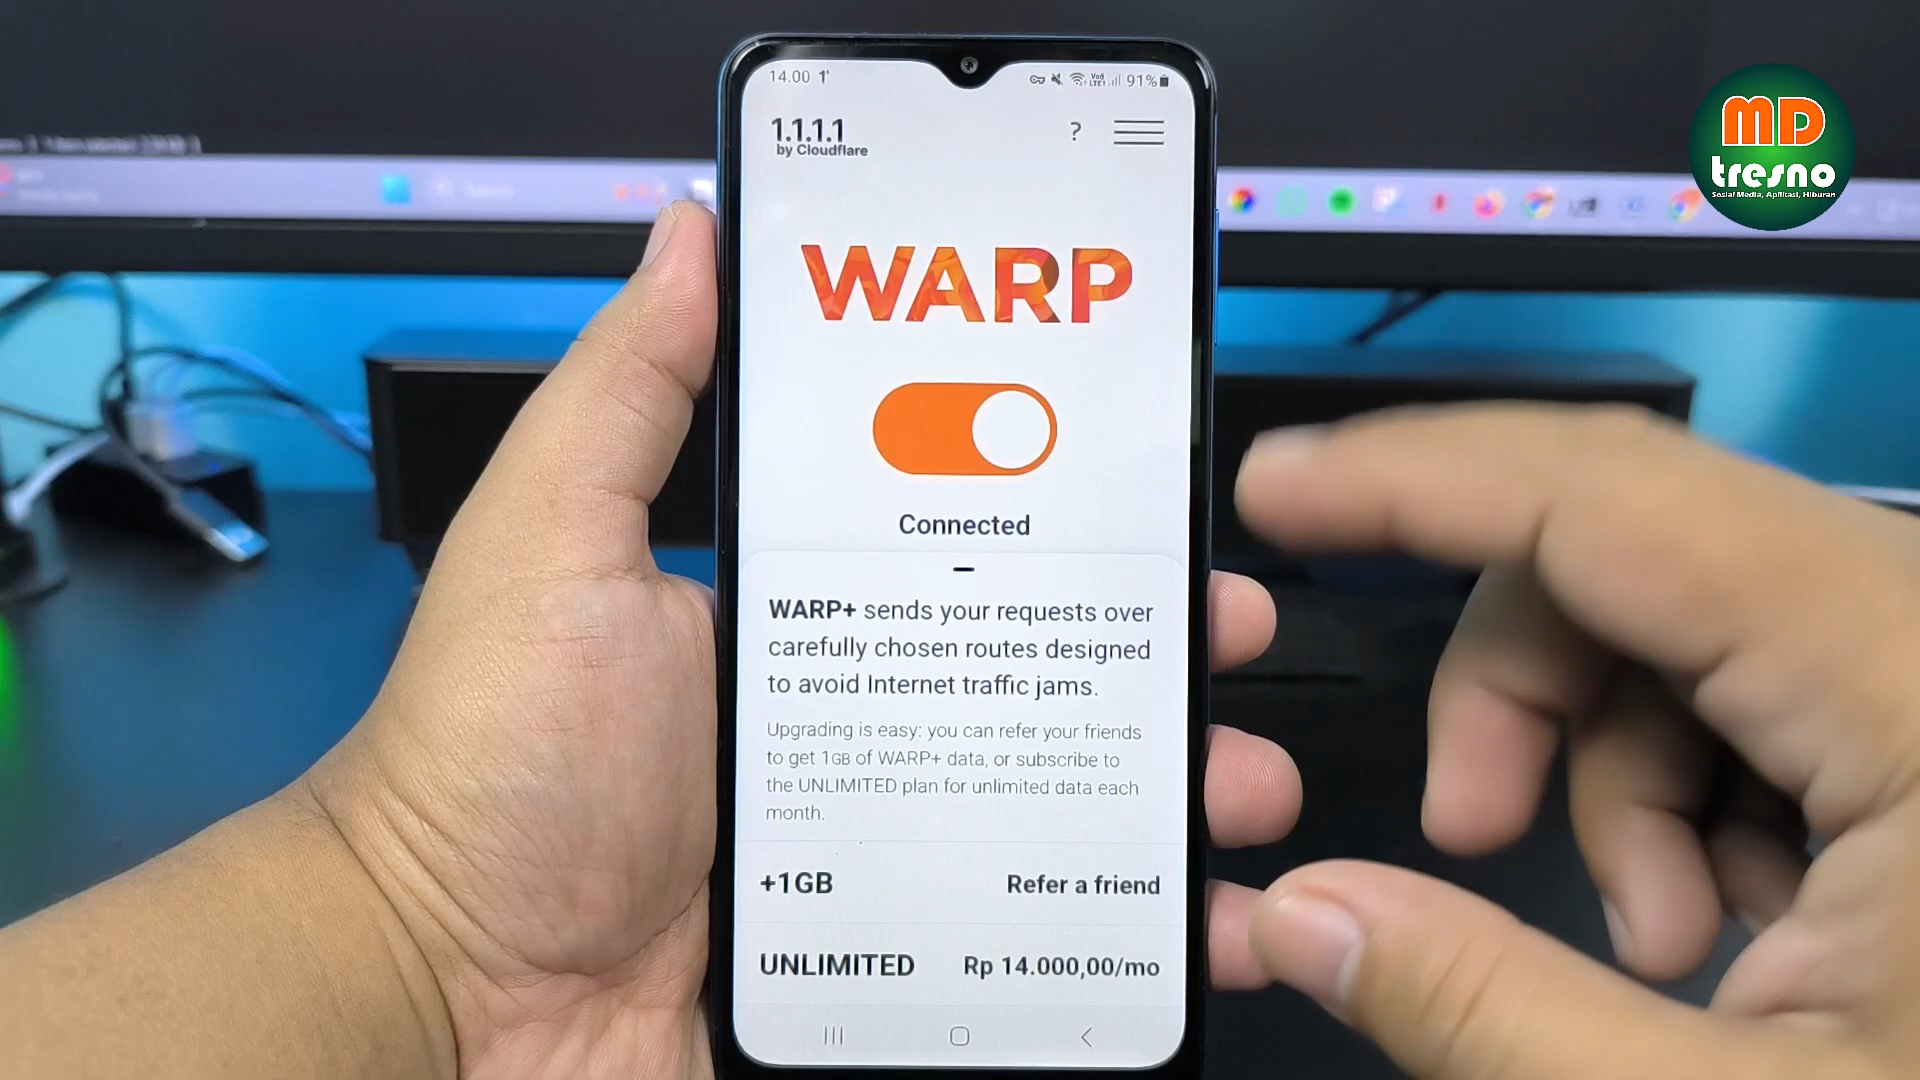 14.00
VoI) LTE1 91%
1.1.1.1
by Cloudflare
?
WARP
Connected
WARP+ sends your requests over
carefully chosen routes designed
to avoid Internet traffic jams.
Upgrading is easy: you can refer your friends
to get 1GB of WARP+ data, or subscribe to
the UNLIMITED plan for unlimited data each
month.
+1GB Refer a friend
UNLIMITED Rp 14.000,00/mo
MD
tresno
Sosial Media, Aplikasi, Hiburan